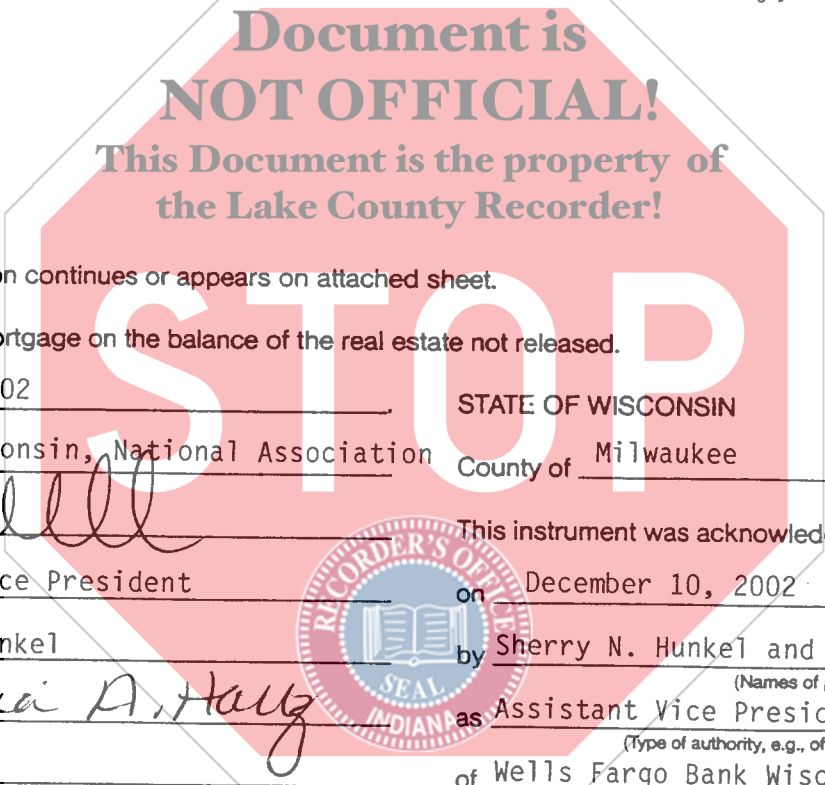 Document is
NOT OFFICIAL!
This Document is the property of
the Lake County Recorder!
on continues or appears on attached sheet.
ortgage on the balance of the real estate not released.
02
onsin, National Association
ce President
nkel
STATE OF WISCONSIN
County of Milwaukee
This instrument was acknowled
on December 10, 2002
by Sherry N. Hunkel and
(Names of
as Assistant Vice Presid
(Type of authority, e.g., of
of Wells Fargo Bank Wisc
STOP
RECORDER'S OFFICE
SEAL
INDIANA